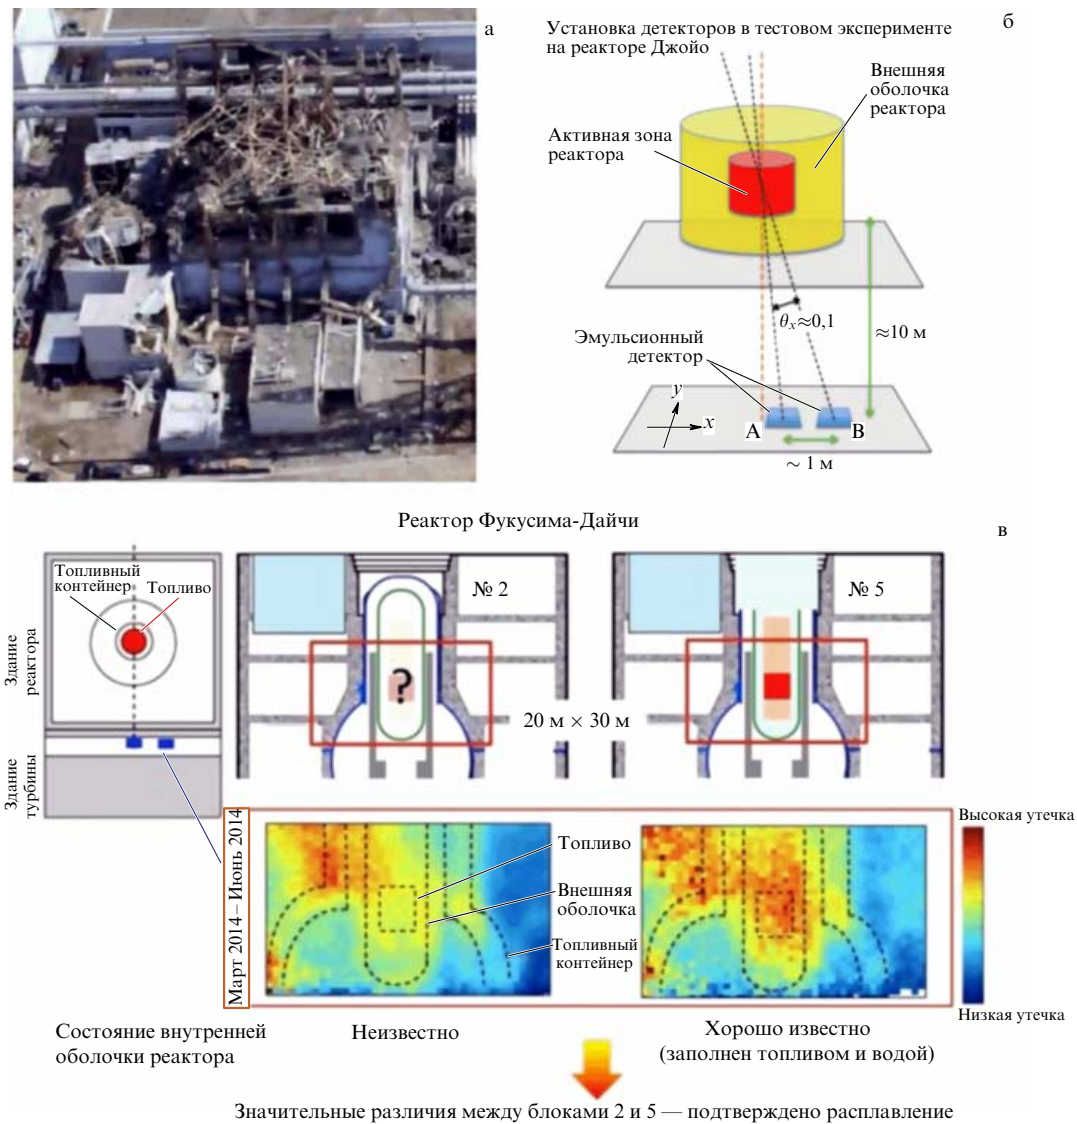 а
б
Установка детекторов в тестовом эксперименте
на реакторе Джойо
Внешняя
оболочка
реактора
Активная зона
реактора
θx≈0,1
≈10 м
Эмульсионный
детектор
y
x
A
B
∼ 1 м
Реактор Фукусима-Дайчи
в
Топливный
контейнер
Топливо
Здание
реактора
Здание
турбины
№ 2
№ 5
?
20 м × 30 м
Март 2014 – Июнь 2014
Топливо
Внешняя
оболочка
Топливный
контейнер
Высокая утечка
Низкая утечка
Состояние внутренней
оболочки реактора
Неизвестно
Хорошо известно
(заполнен топливом и водой)
Значительные различия между блоками 2 и 5 — подтверждено расплавление